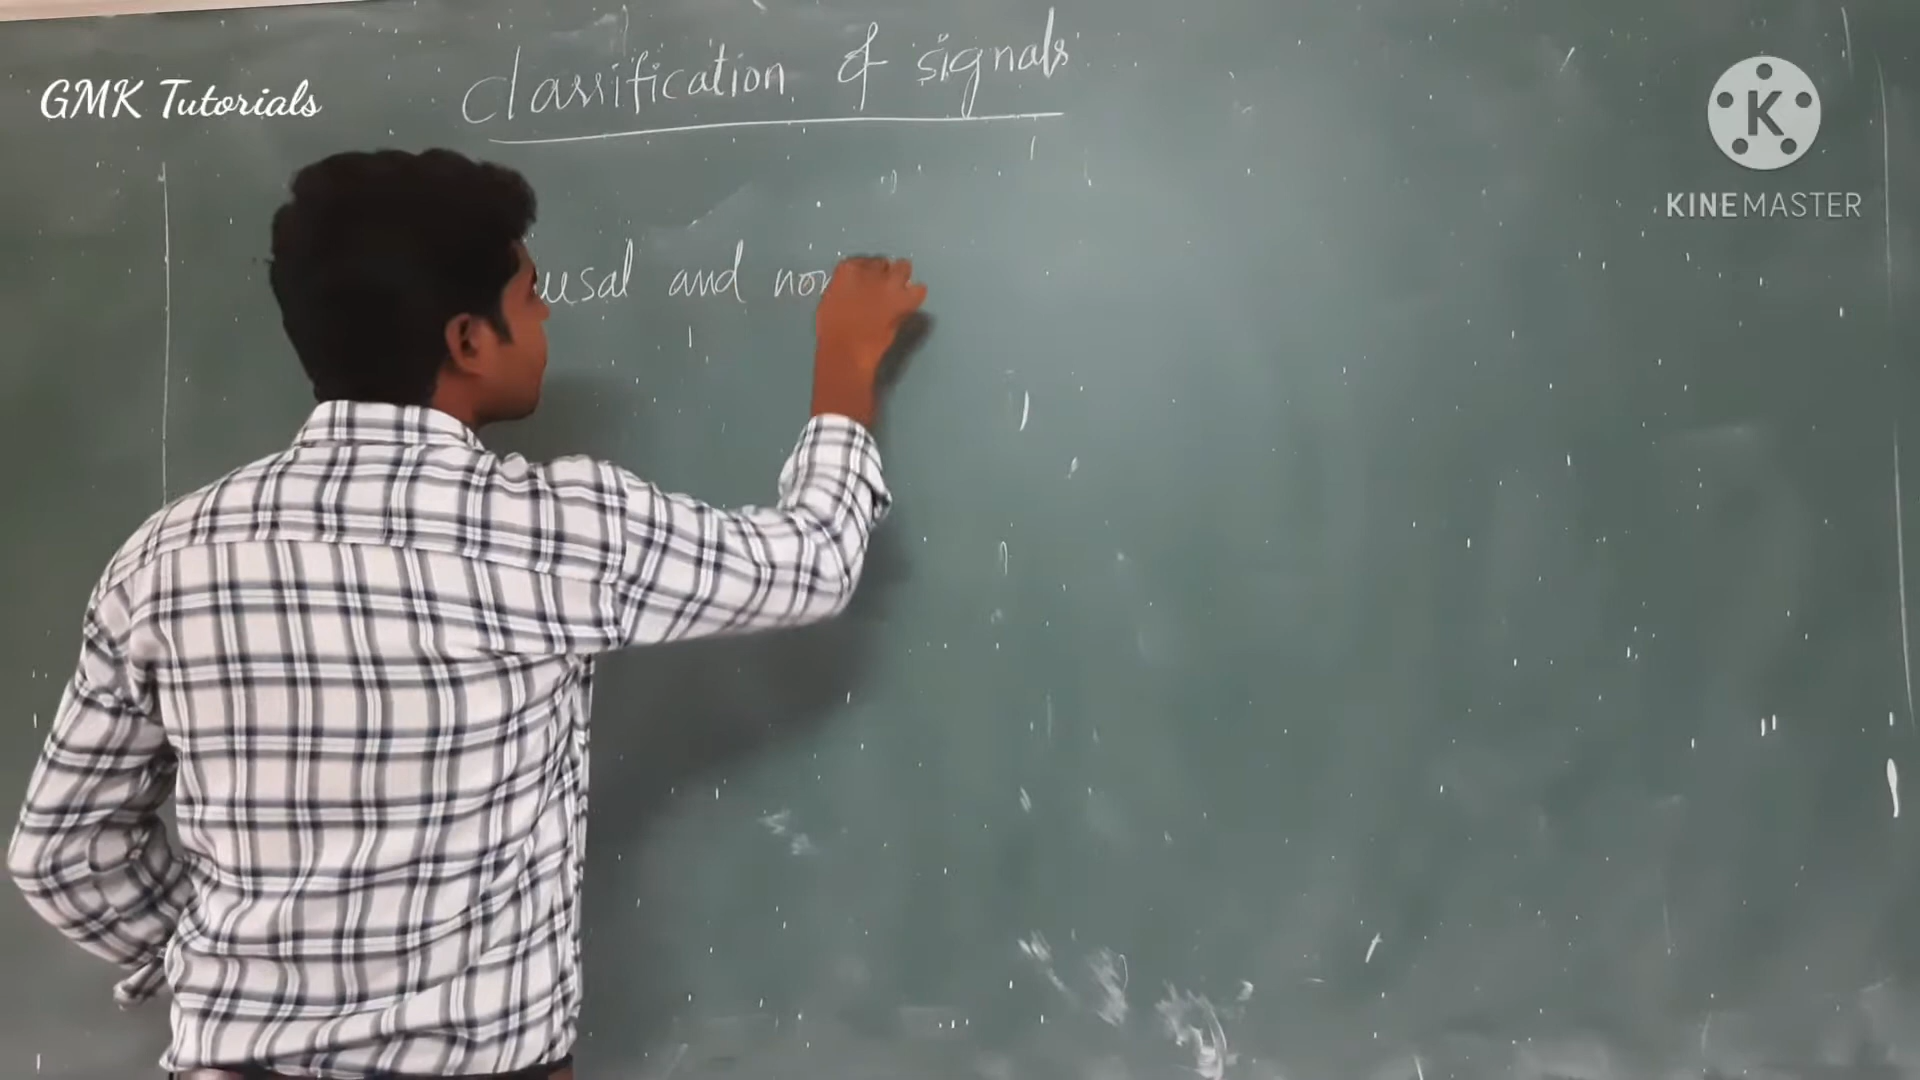 classification of signals
GMK Tutorials
K
KINEMASTER
usal and non